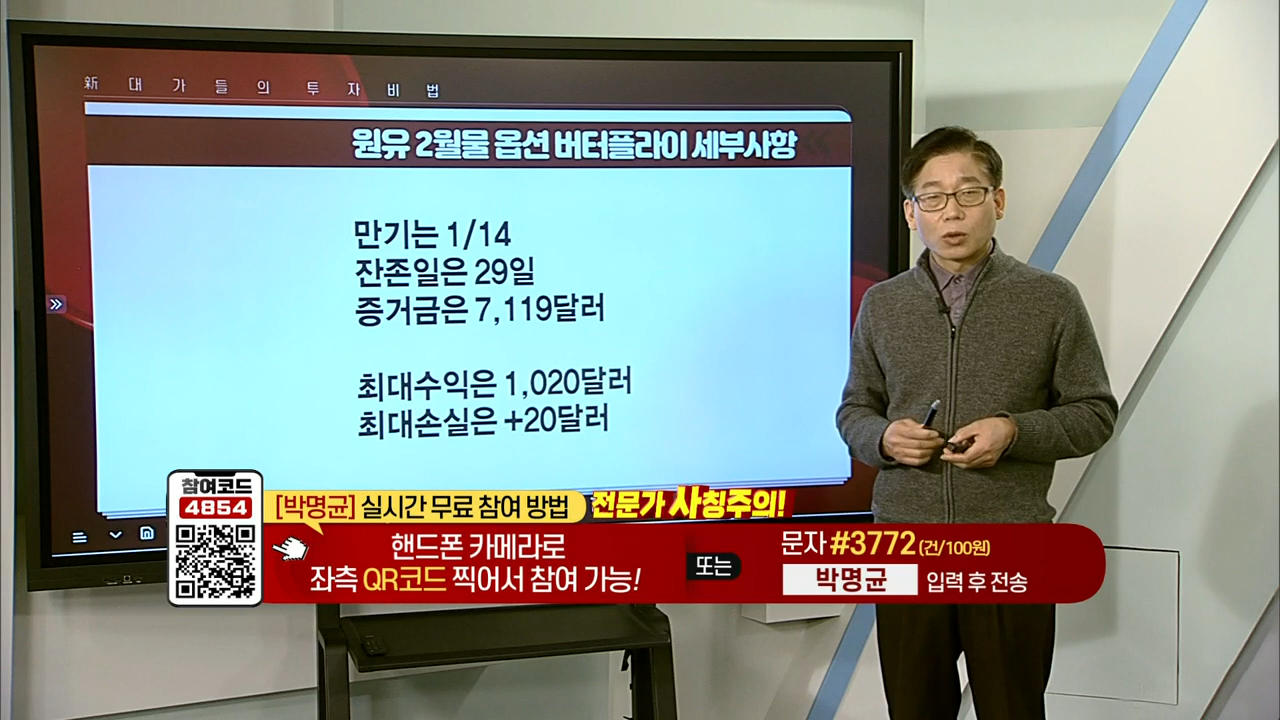 新 대 가 들 의 투 자 비 법
원유 2월물 옵션 버터플라이 세부사항
만기는 1/14
잔존일은 29일
증거금은 7,119달러
최대수익은 1,020달러
최대손실은 +20달러
참여코드
4854
[박명균] 실시간 무료 참여 방법
전문가 사칭주의!
핸드폰 카메라로
좌측 QR코드 찍어서 참여 가능!
또는
문자 #3772 (건/100원)
박명균 입력 후 전송